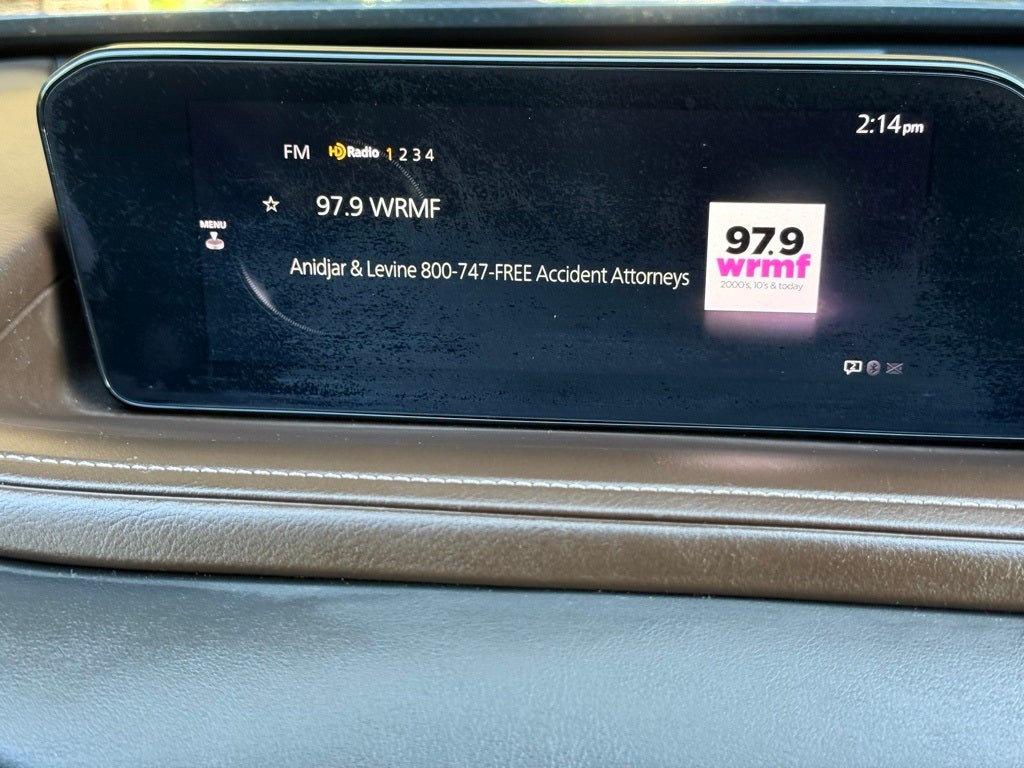 2:14pm
FM HD Radio 1 2 3 4
97.9 WRMF
MENU
Anidjar & Levine 800-747-FREE Accident Attorneys
97.9
wrmf
2000's, 10's & today